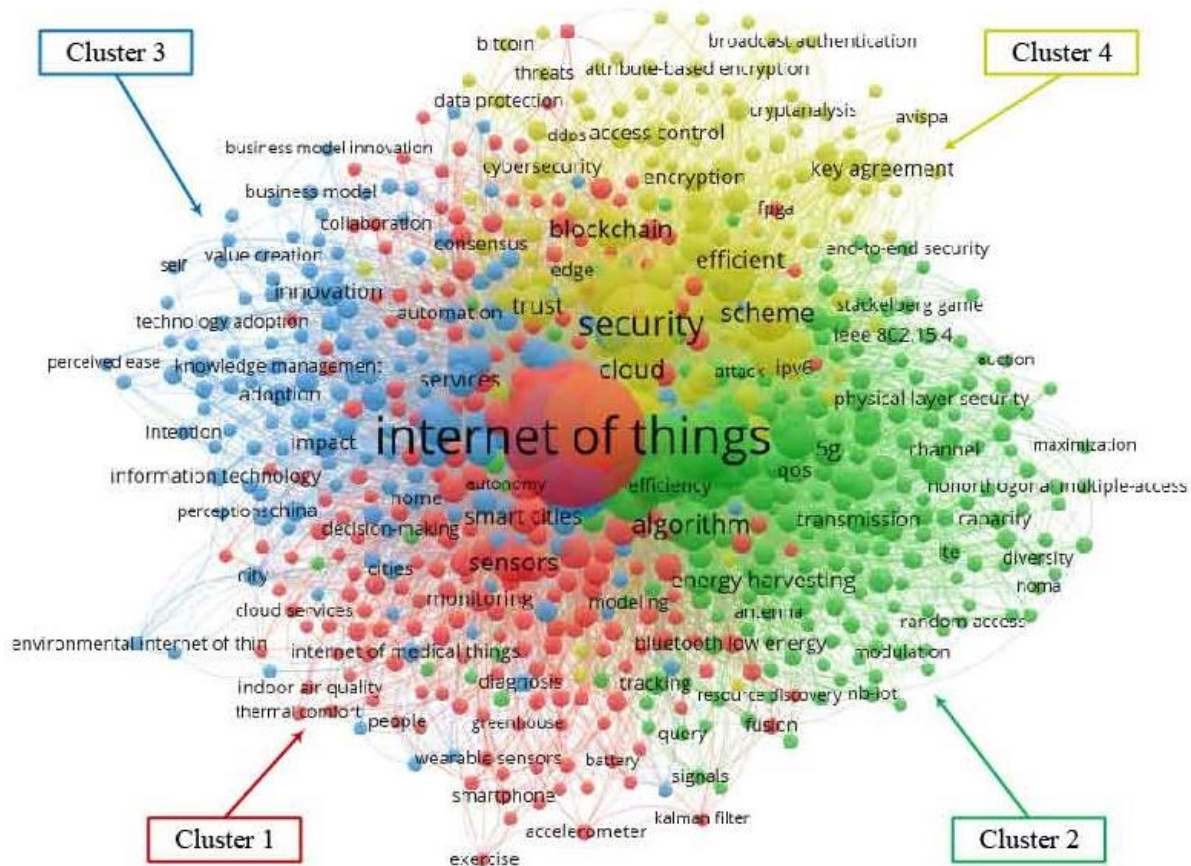 Cluster 3
Cluster 4
bitcoin
broadcast authentication
threats
attribute-based encryption
data protection
cryptanalysis
avispa
ddos
access control
business model innovation
cybersecurity
encryption
key agreement
business model
fpga
collaboration
blockchain
consensus
end-to-end security
value creation
self
edge
efficient
innovation
stackelberg game
automation
trust
security
scheme
technology adoption
ieee 802.15.4
perceived ease
knowledge management
services
cloud
attack
ipv6
auction
adoption
physical layer security
intention
impact
internet of things
5g
channel
maximization
information technology
autonomy
efficiency
qos
home
nonorthogonal multiple-access
perceptions
china
decision-making
smart cities
algorithm
transmission
capacity
lte
diversity
sensors
city
cities
energy harvesting
noma
monitoring
modeling
cloud services
antenna
random access
environmental internet of thin
internet of medical things
bluetooth low energy
modulation
indoor air quality
diagnosis
tracking
resource discovery
nb-iot
thermal comfort
people
greenhouse
fusion
query
wearable sensors
battery
signals
smartphone
kalman filter
Cluster 1
accelerometer
Cluster 2
exercise